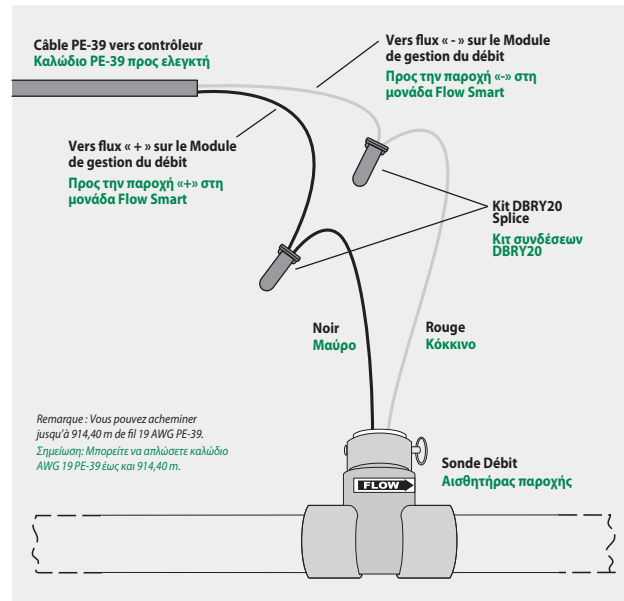 Câble PE-39 vers contrôleur
Καλώδιο PE-39 προς ελεγκτή
Vers flux « - » sur le Module
de gestion du débit
Προς την παροχή «-» στη
μονάδα Flow Smart
Vers flux « + » sur le Module
de gestion du débit
Προς την παροχή «+» στη
μονάδα Flow Smart
Kit DBRY20
Splice
Κιτ συνδέσεων
DBRY20
Noir
Μαύρο
Rouge
Κόκκινο
Remarque : Vous pouvez acheminer
jusqu’à 914,40 m de fil 19 AWG PE-39.
Σημείωση: Μπορείτε να απλώσετε καλώδιο
AWG 19 PE-39 έως και 914,40 m.
Sonde Débit
Αισθητήρας παροχής
FLOW